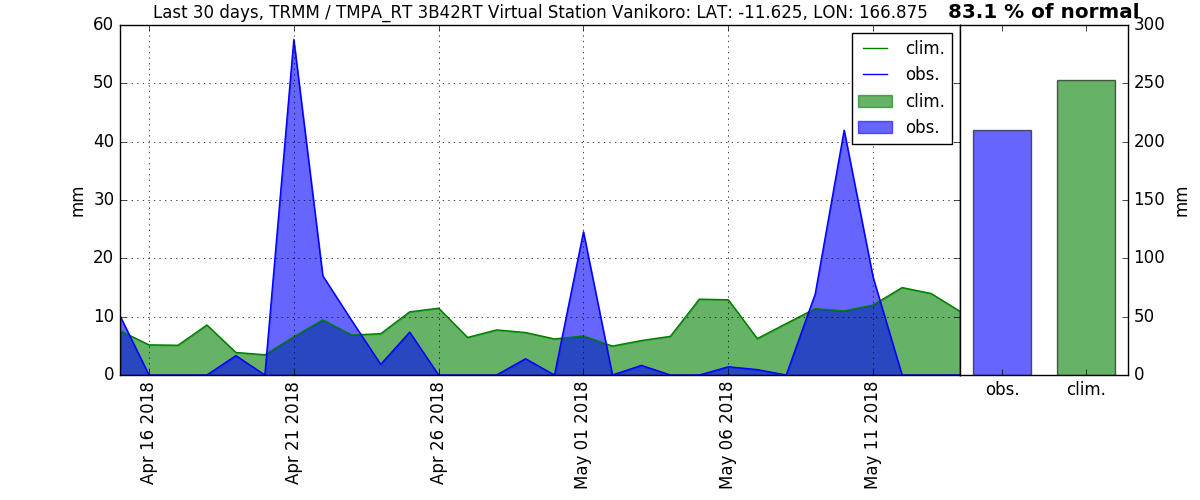 Last 30 days, TRMM / TMPA_RT 3B42RT Virtual Station Vanikoro: LAT: -11.625, LON: 166.875
83.1 % of normal
60
50
40
30
20
10
0
mm
clim.
obs.
clim.
obs.
Apr 16 2018
Apr 21 2018
Apr 26 2018
May 01 2018
May 06 2018
May 11 2018
300
250
200
150
100
50
0
mm
obs.
clim.